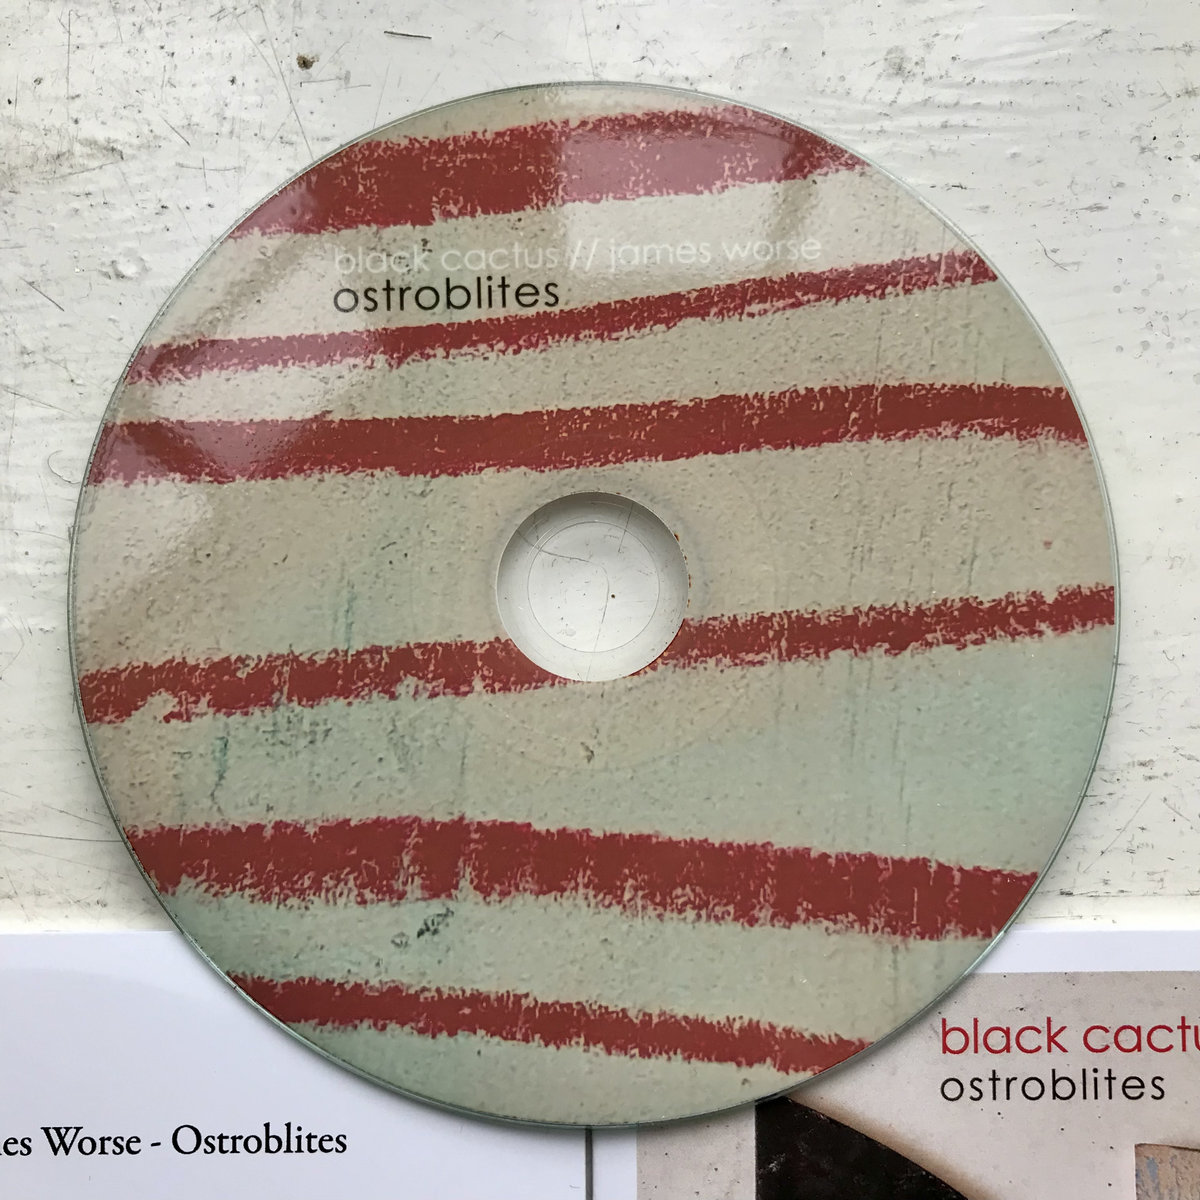 black cactus // james worse
ostroblites
black cactu
ostroblites
es Worse - Ostroblites